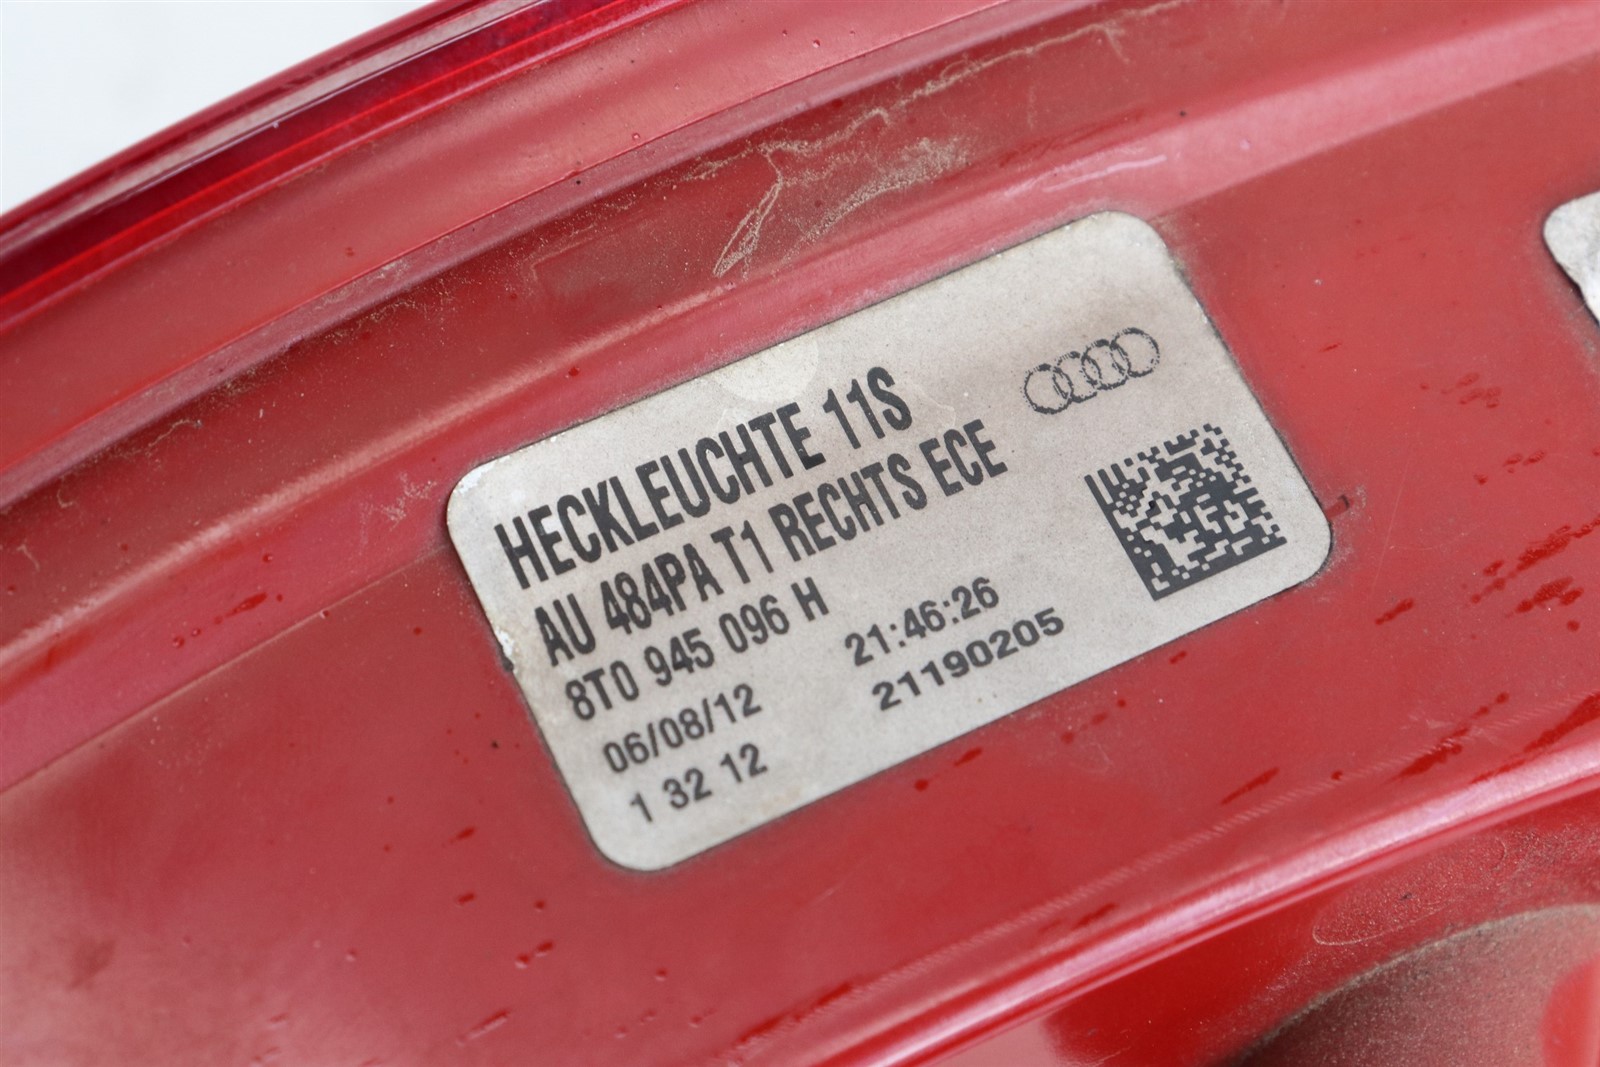 HECKLEUCHTE 11S
AU 484PA T1 RECHTS ECE
8T0 945 096 H
06/08/12 21:46:26
1 32 12 21190205